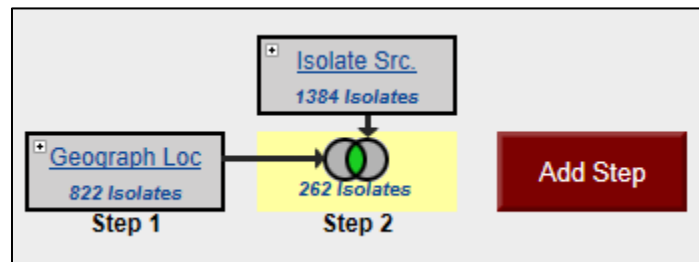 Isolate Src.
1384 Isolates
Geograph Loc
822 Isolates
Step 1
262 Isolates
Step 2
Add Step